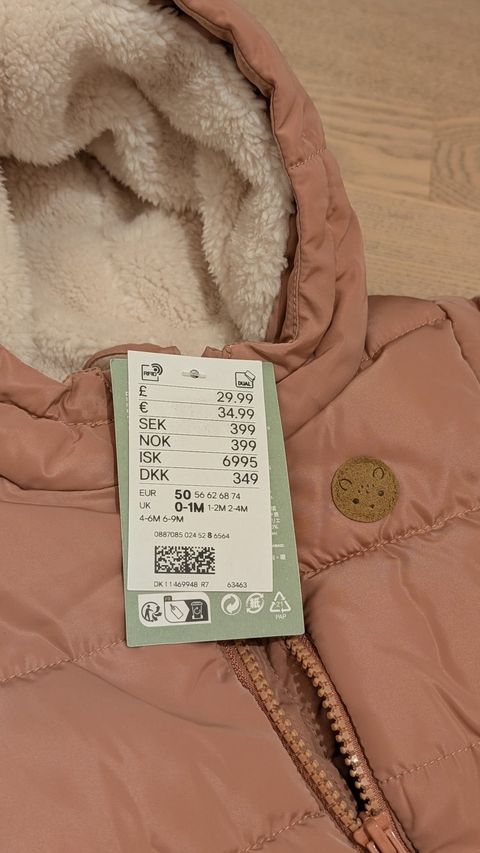 RFID DUAL
£ 29.99
€ 34.99
SEK 399
NOK 399
ISK 6995
DKK 349
EUR 50 56 62 68 74
UK 0-1M 1-2M 2-4M
4-6M 6-9M
0887085 024 52 8 6564
DK 11469948 R7 63463
紙
21
PAP